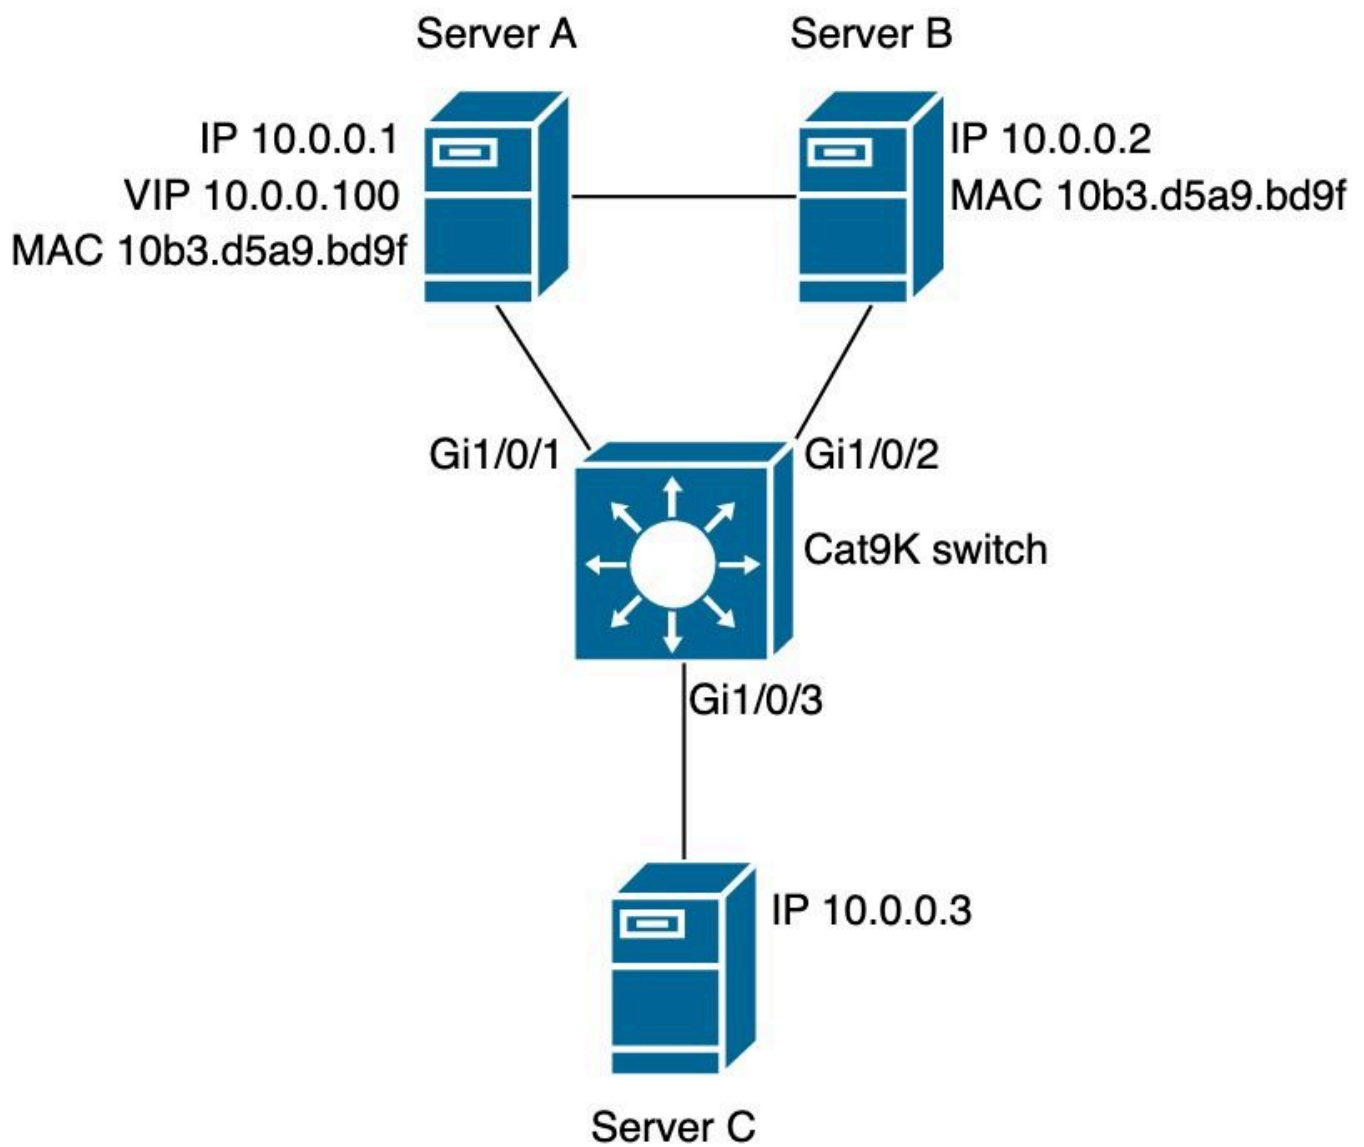 Server A
Server B
IP 10.0.0.1
VIP 10.0.0.100
MAC 10b3.d5a9.bd9f
IP 10.0.0.2
MAC 10b3.d5a9.bd9f
Gi1/0/1
Gi1/0/2
Cat9K switch
Gi1/0/3
IP 10.0.0.3
Server C